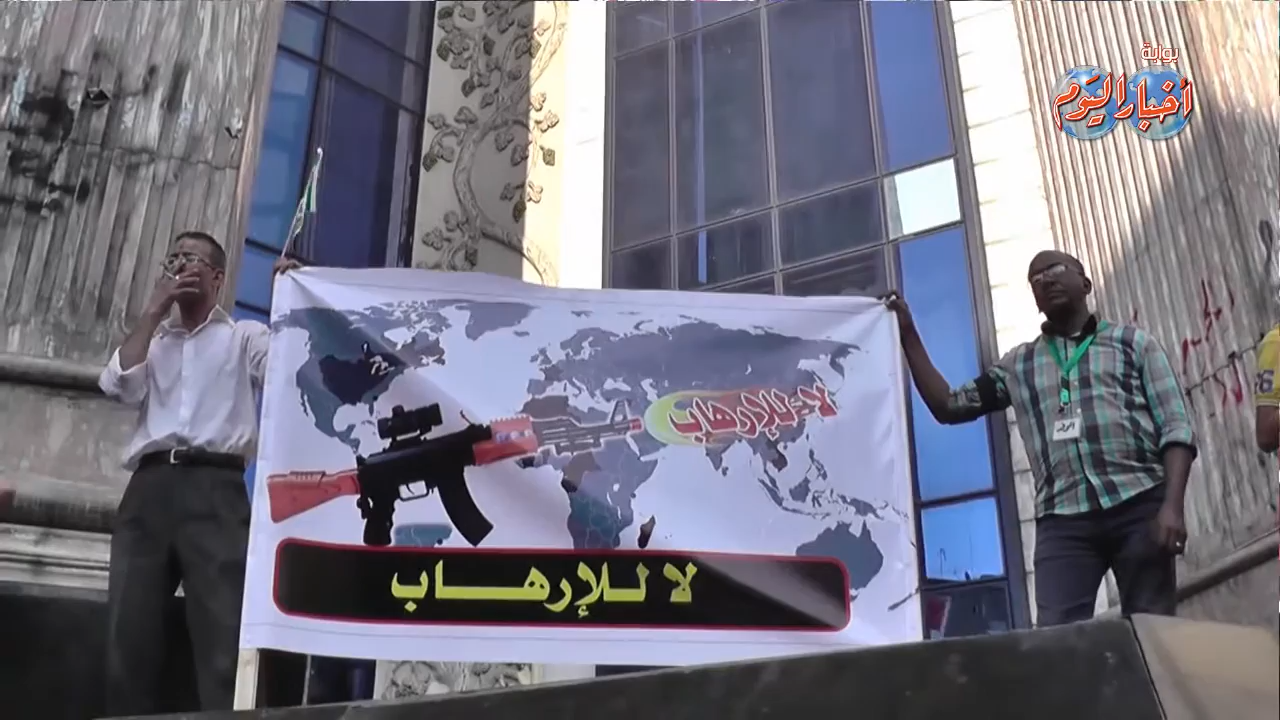 بوابة
أخبار اليوم
لا للإرهاب
لا للإرهاب